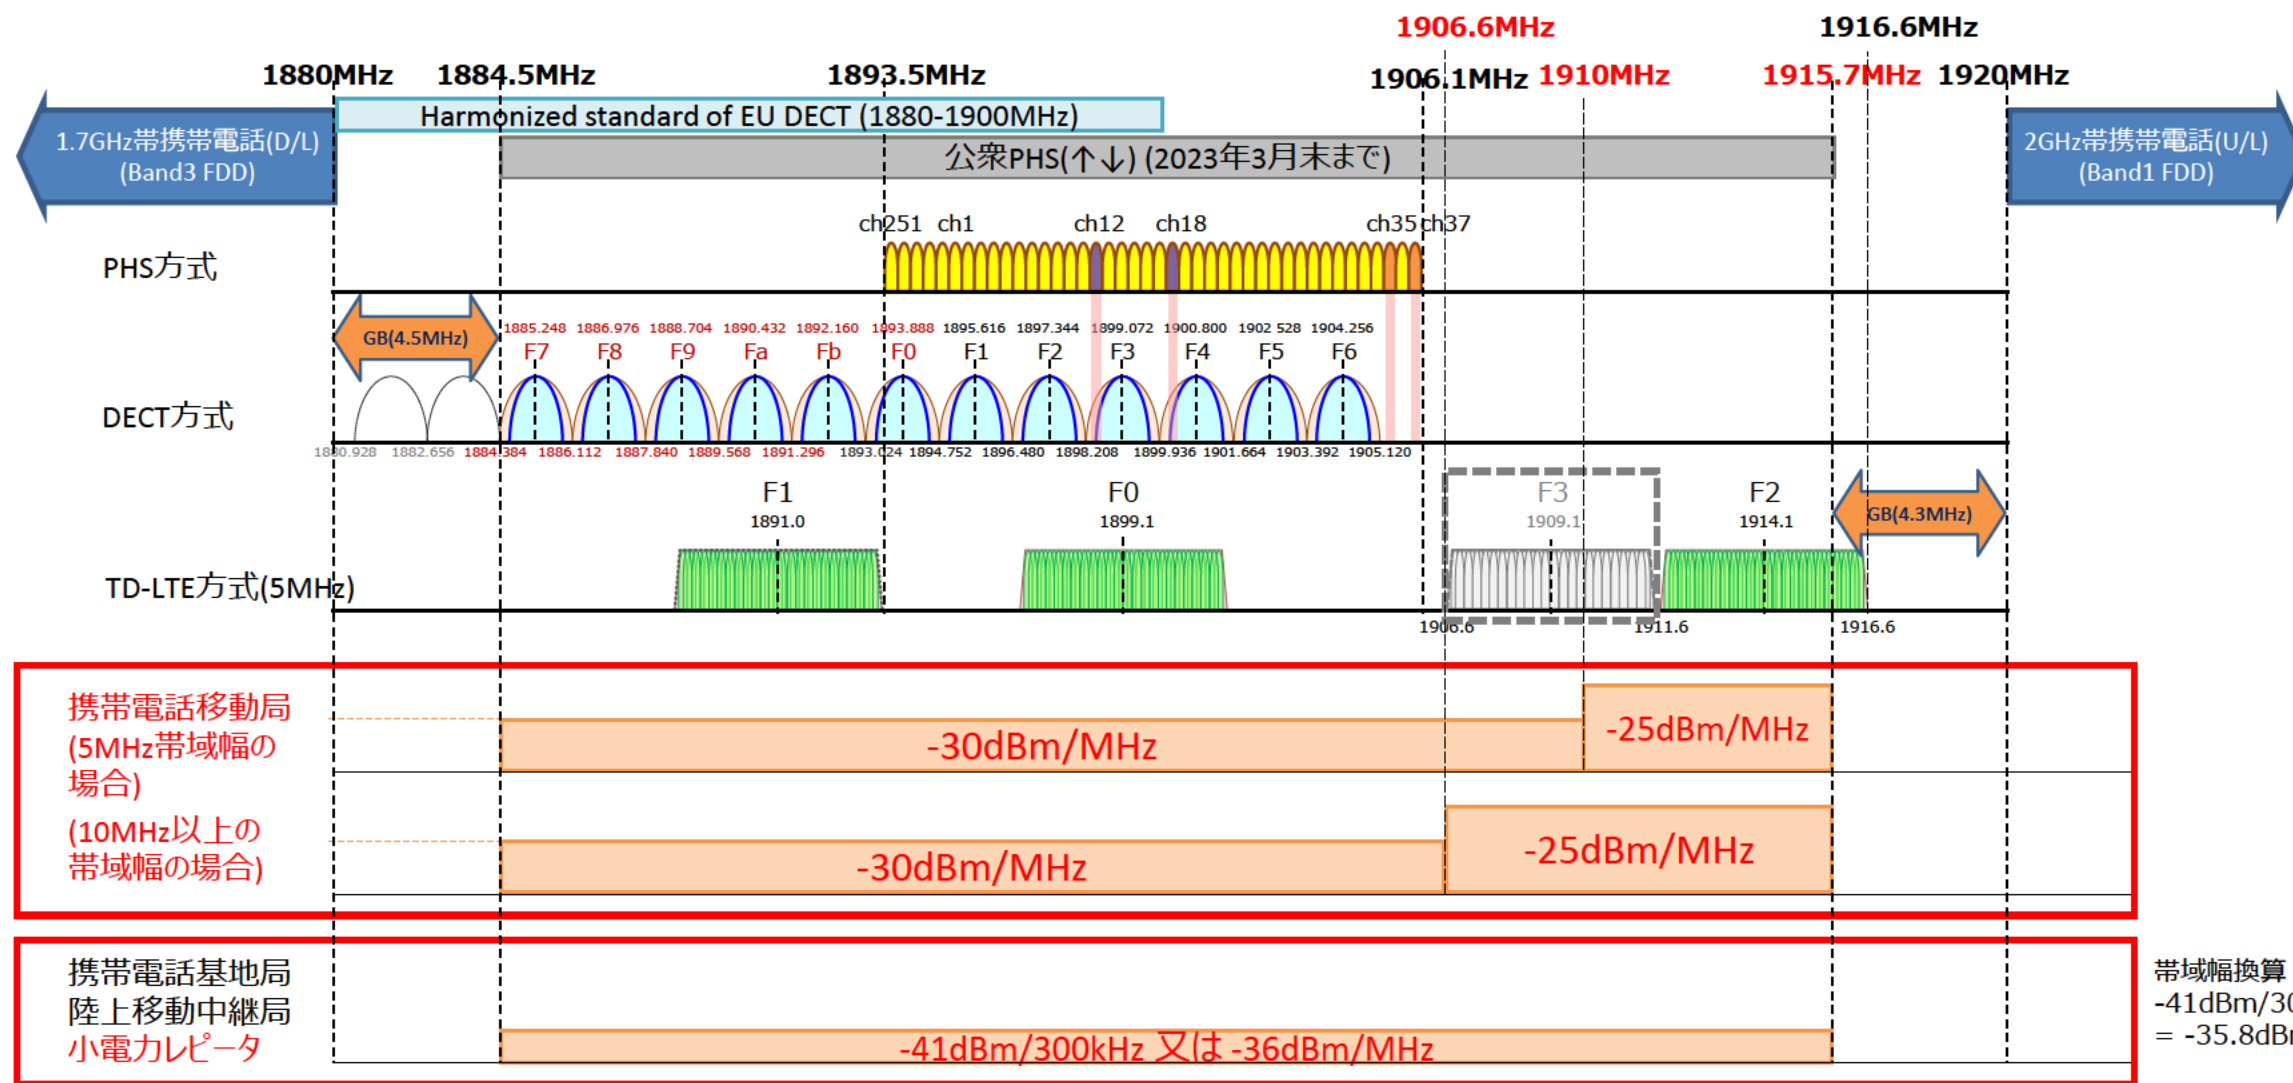 1906.6MHz 1916.6MHz
1880MHz 1884.5MHz 1893.5MHz 1906.1MHz 1910MHz 1915.7MHz 1920MHz
Harmonized standard of EU DECT (1880-1900MHz)
1.7GHz帯携帯電話(D/L)
(Band3 FDD)
公衆PHS(↑↓) (2023年3月末まで)
2GHz帯携帯電話(U/L)
(Band1 FDD)
ch251 ch1 ch12 ch18 ch35 ch37
PHS方式
GB(4.5MHz)
1885.248 1886.976 1888.704 1890.432 1892.160 1893.888 1895.616 1897.344 1899.072 1900.800 1902.528 1904.256
F7 F8 F9 Fa Fb F0 F1 F2 F3 F4 F5 F6
DECT方式
1880.928 1882.656 1884.384 1886.112 1887.840 1889.568 1891.296 1893.024 1894.752 1896.480 1898.208 1899.936 1901.664 1903.392 1905.120
F1 F0 F3 F2
1891.0 1899.1 1909.1 1914.1
GB(4.3MHz)
TD-LTE方式(5MHz)
1906.6 1911.6 1916.6
携帯電話移動局
(5MHz帯域幅の
場合)
-30dBm/MHz -25dBm/MHz
(10MHz以上の
帯域幅の場合)
-30dBm/MHz -25dBm/MHz
携帯電話基地局
陸上移動中継局
小電力レピータ
-41dBm/300kHz 又は -36dBm/MHz
帯域幅換算
-41dBm/30
= -35.8dBm